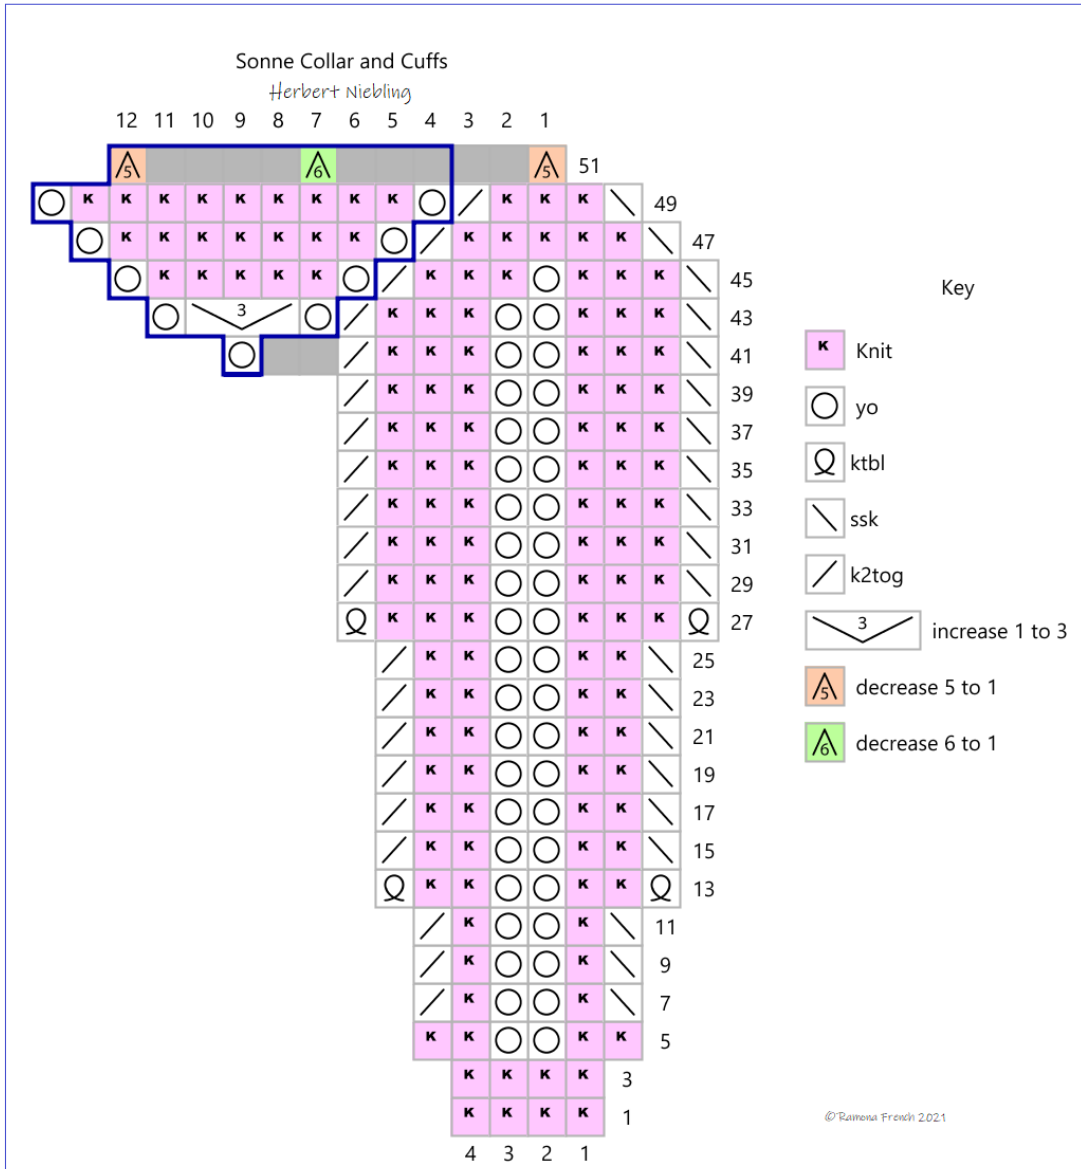 Sonne Collar and Cuffs
Herbert Niebling
12 11 10 9 8 7 6 5 4 3 2 1
5 6 5 51
K K K K K K K K K K K K 49
K K K K K K K K K K K K 47
K K K K K K K K K K K 45
3 K K K K K K 43
K K K K K K 41
K K K K K K 39
K K K K K K 37
K K K K K K 35
K K K K K K 33
K K K K K K 31
K K K K K K 29
K K K K K K 27
K K K K 25
K K K K 23
K K K K 21
K K K K 19
K K K K 17
K K K K 15
K K K K 13
K K 11
K K 9
K K 7
K K K K 5
K K K K 3
K K K K 1
4 3 2 1
Key
K Knit
yo
ktbl
ssk
k2tog
3 increase 1 to 3
5 decrease 5 to 1
6 decrease 6 to 1
©Ramona French 2021